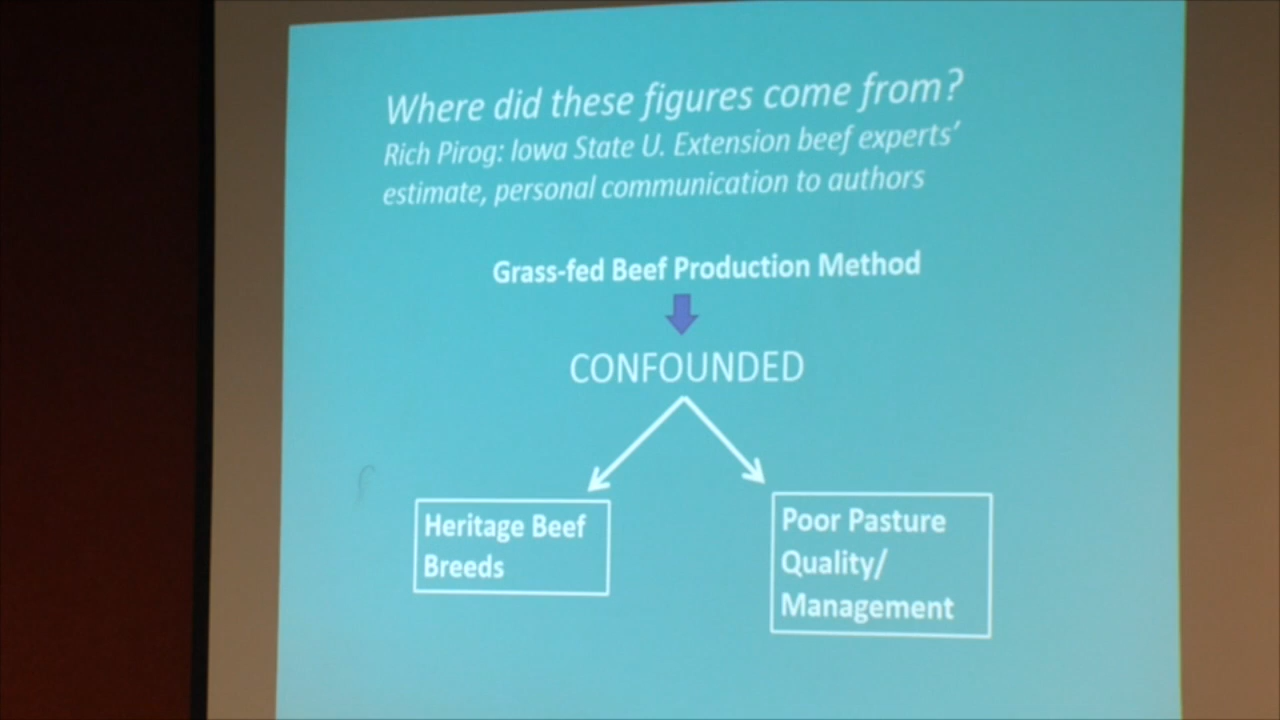 Where did these figures come from?
Rich Pirog: Iowa State U. Extension beef experts’
estimate, personal communication to authors
Grass-fed Beef Production Method
CONFOUNDED
Heritage Beef
Breeds
Poor Pasture
Quality/
Management